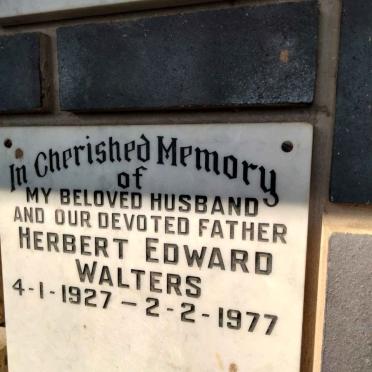 In Cherished Memory
of
MY BELOVED HUSBAND
AND OUR DEVOTED FATHER
HERBERT EDWARD
WALTERS
4-1-1927 — 2-2-1977